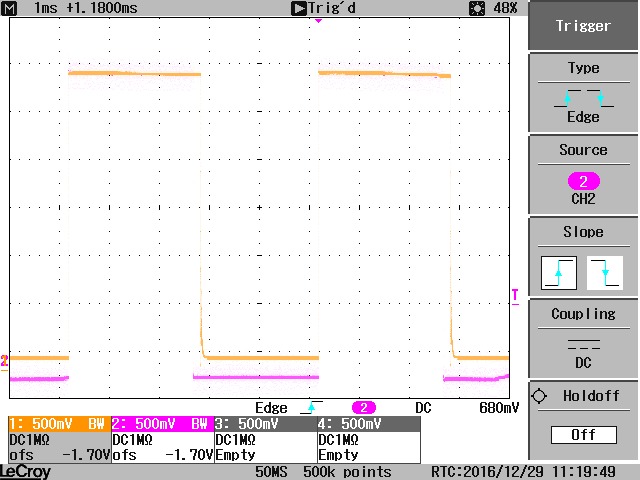 M 1ms +1.1800ms Trig'd 48%
Trigger
Type
Edge
Source
2
CH2
Slope
T
Coupling
DC
2
Holdoff
Off
Edge 2 DC 680mV
1: 500mV BW 2: 500mV BW 3: 500mV 4: 500mV
DC1MΩ DC1MΩ DC1MΩ DC1MΩ
ofs -1.70V ofs -1.70V Empty Empty
LeCroy 50MS 500k points RTC:2016/12/29 11:19:49